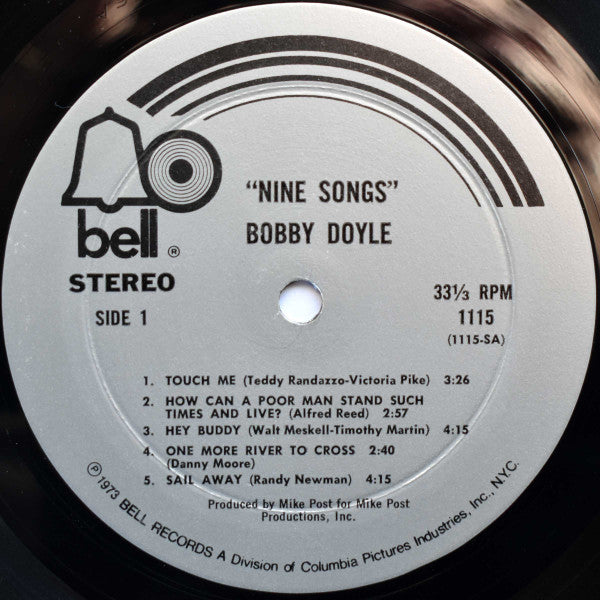 "NINE SONGS"
BOBBY DOYLE
bell®
STEREO
SIDE 1
33⅓ RPM
1115
(1115-SA)
1. TOUCH ME (Teddy Randazzo-Victoria Pike) 3:26
2. HOW CAN A POOR MAN STAND SUCH
TIMES AND LIVE? (Alfred Reed) 2:57
3. HEY BUDDY (Walt Meskell-Timothy Martin) 4:15
4. ONE MORE RIVER TO CROSS 2:40
(Danny Moore)
5. SAIL AWAY (Randy Newman) 4:15
Produced by Mike Post for Mike Post
Productions, Inc.
℗ 1973 BELL RECORDS A Division of Columbia Pictures Industries, Inc., N.Y.C.